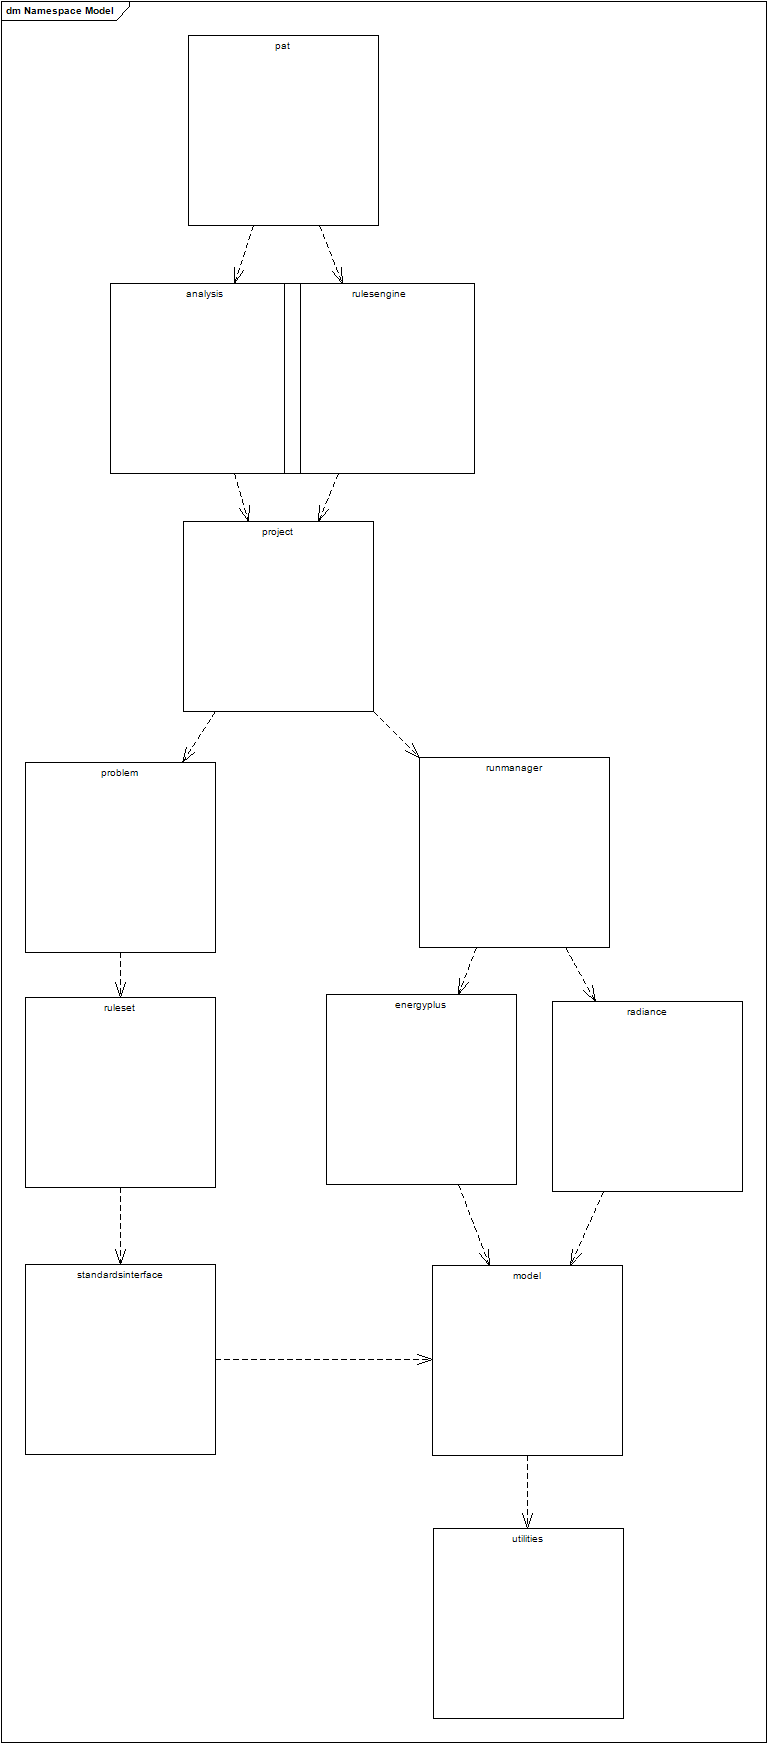 dm Namespace Model
pat
analysis
rulesengine
project
problem
runmanager
ruleset
energyplus
radiance
standardsinterface
model
utilities